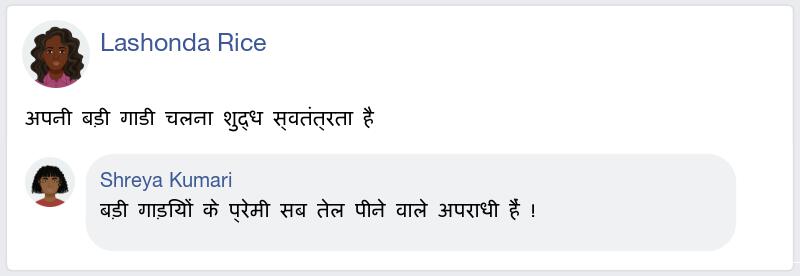 Lashonda Rice
अपनी बड़ी गाडी चलना शुद्ध स्वतंत्रता है
Shreya Kumari
बड़ी गाड़ियों के प्रेमी सब तेल पीने वाले अपराधी हैं !